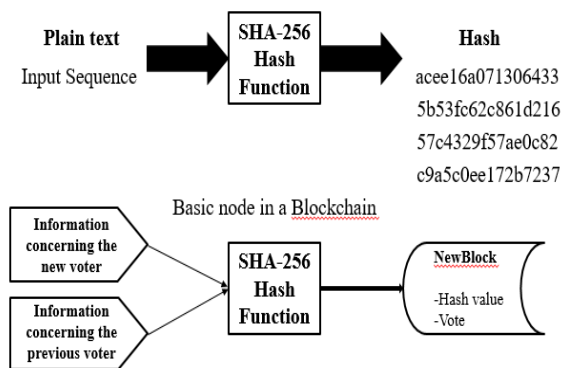 Plain text
Input Sequence
SHA-256
Hash
Function
Hash
acee16a071306433
5b53fc62c861d216
57c4329f57ae0c82
c9a5c0ee172b7237
Basic node in a Blockchain
Information
concerning the
new voter
Information
concerning the
previous voter
SHA-256
Hash
Function
NewBlock
-Hash value
-Vote